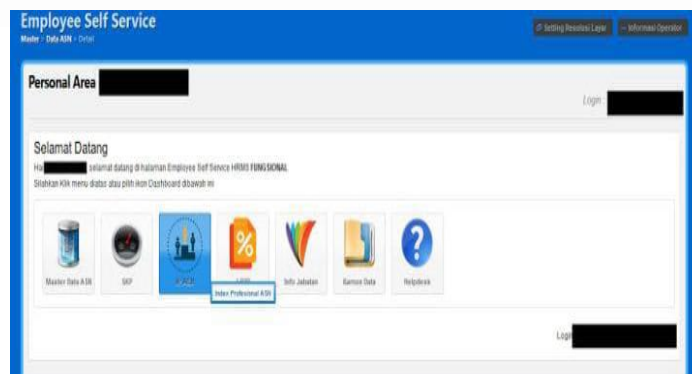 Employee Self Service
Master > Data ASN > Detail
Setting Resolusi Layar
Informasi Operator
Personal Area
Login :
Selamat Datang
Hai selamat datang di halaman Employee Self Service HRMS FUNGSIONAL
Silahkan Klik menu diatas atau pilih ikon Dashboard dibawah ini
Master Data ASN
SKP
Info Jabatan
Kamus Data
Helpdesk
Index Profesional ASN
Login